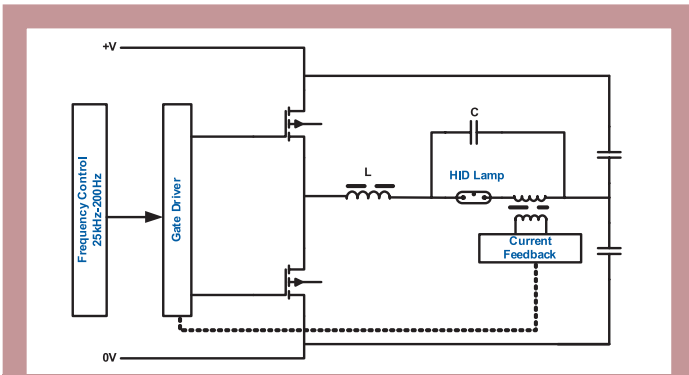 +V
C
L
HID Lamp
Frequency Control
25kHz-200Hz
Gate Driver
Current
Feedback
0V